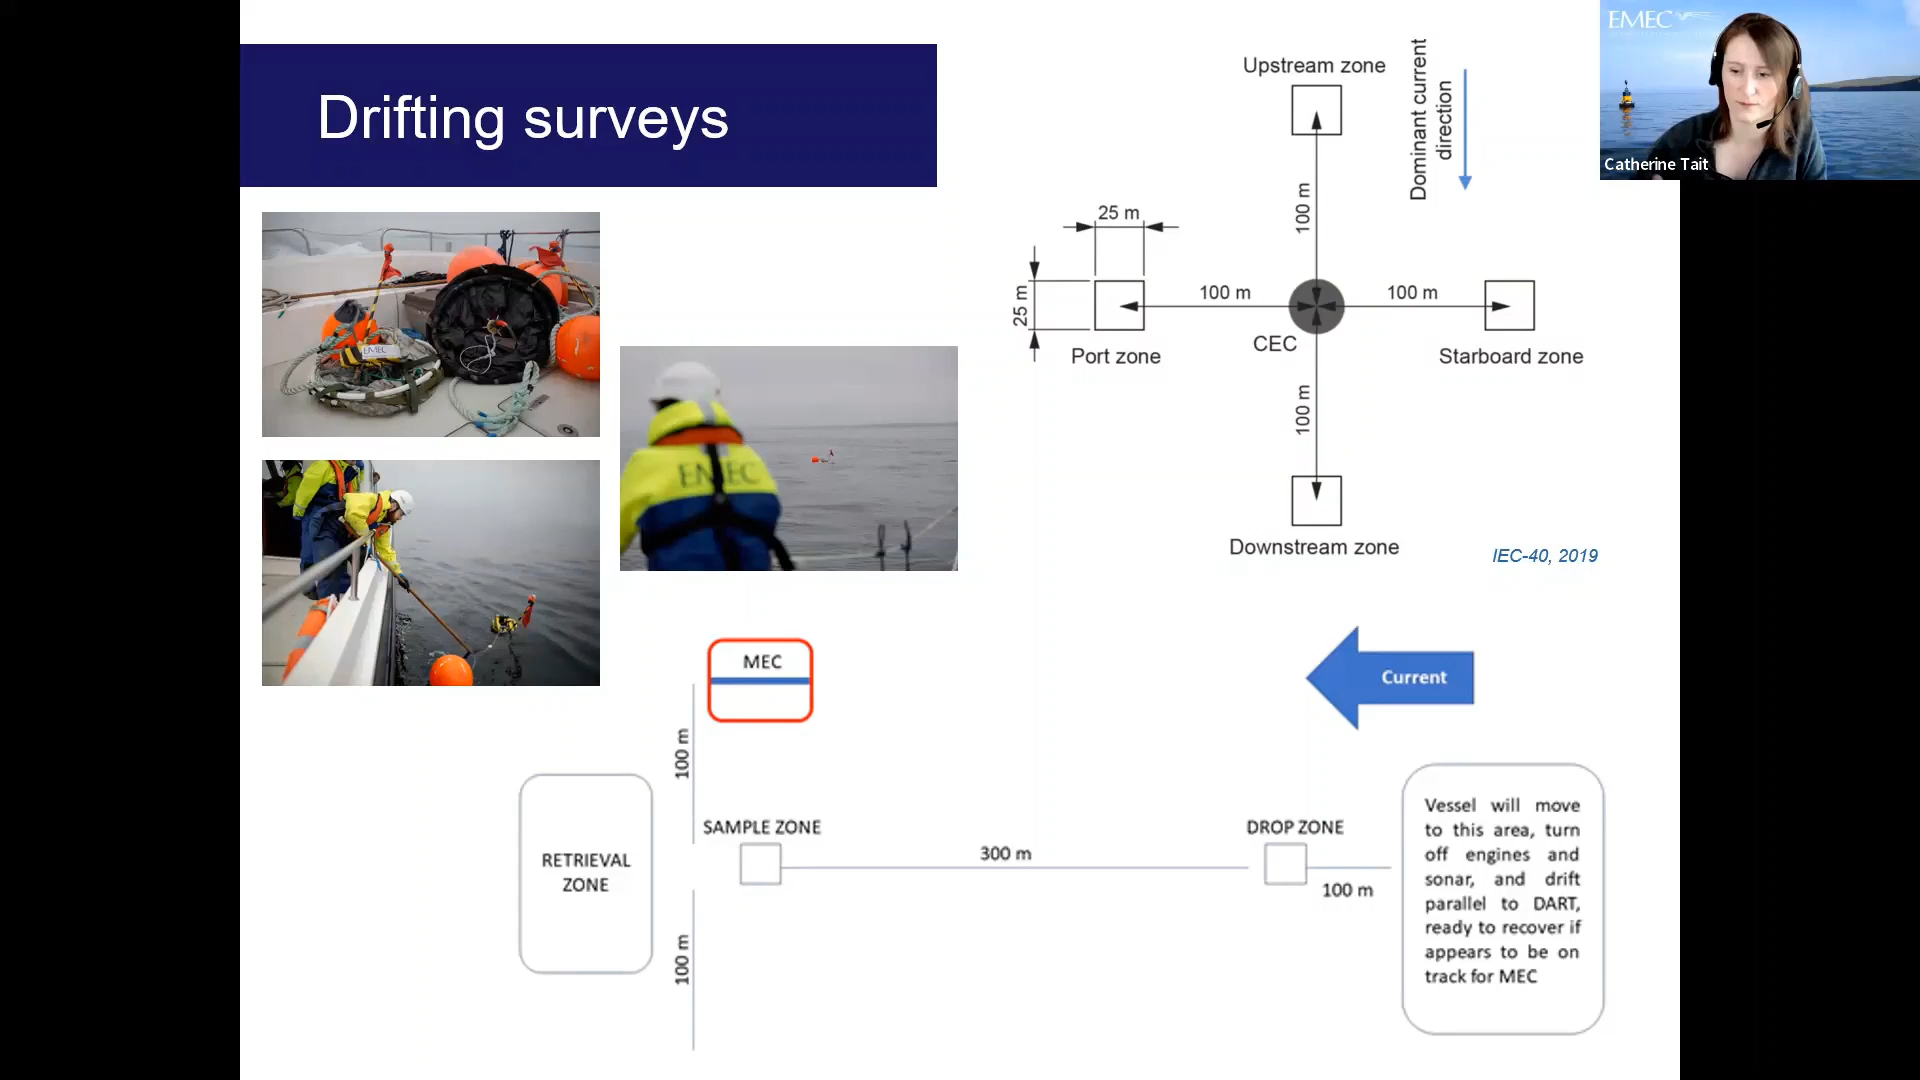 Drifting surveys
EMEC
Catherine Tait
Upstream zone
Dominant current
direction
100 m
25 m
25 m
100 m
100 m
CEC
Port zone
Starboard zone
100 m
Downstream zone
IEC-40, 2019
EMEC
EMEC
MEC
Current
100 m
SAMPLE ZONE
DROP ZONE
300 m
100 m
RETRIEVAL
ZONE
100 m
Vessel will move
to this area, turn
off engines and
sonar, and drift
parallel to DART,
ready to recover if
appears to be on
track for MEC